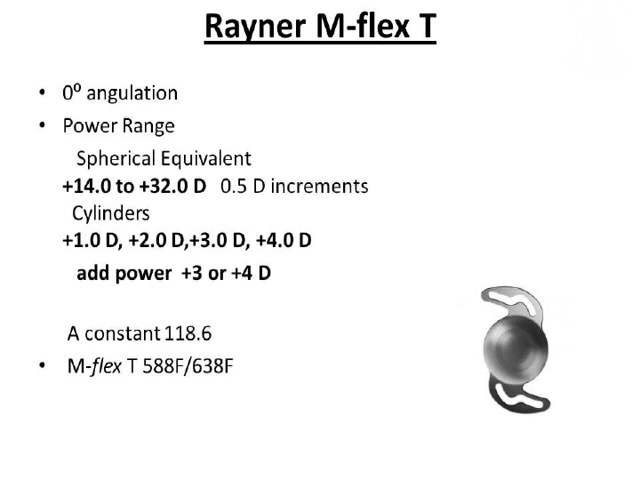 Rayner M-flex T
• 0⁰ angulation
• Power Range
Spherical Equivalent
+14.0 to +32.0 D 0.5 D increments
Cylinders
+1.0 D, +2.0 D,+3.0 D, +4.0 D
add power +3 or +4 D
A constant 118.6
• M-flex T 588F/638F